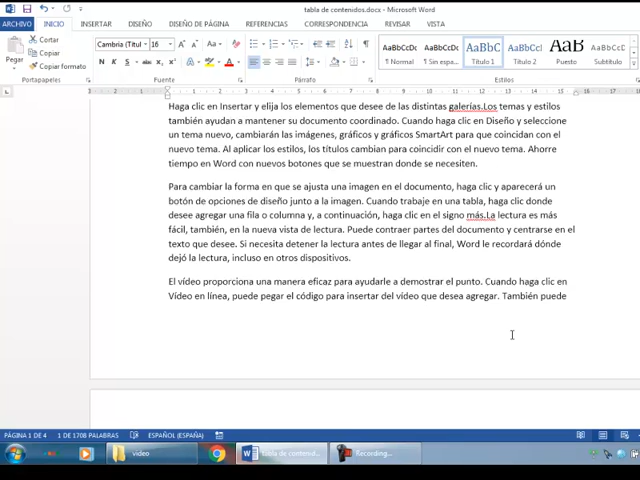 tabla de contenidos.docx - Microsoft Word
ARCHIVO INICIO INSERTAR DISEÑO DISEÑO DE PÁGINA REFERENCIAS CORRESPONDENCIA REVISAR VISTA
Pegar
Cortar
Copiar
Copiar formato
Portapapeles
Cambria (Títul 16
N K S
Fuente
Párrafo
AaBbCcDc AaBbCcDc AaBbC AaBbCcI AaB AaBbCcD
¶ Normal ¶ Sin espa... Título 1 Título 2 Puesto Subtítulo
Estilos
Haga clic en Insertar y elija los elementos que desee de las distintas galerías.Los temas y estilos
también ayudan a mantener su documento coordinado. Cuando haga clic en Diseño y seleccione
un tema nuevo, cambiarán las imágenes, gráficos y gráficos SmartArt para que coincidan con el
nuevo tema. Al aplicar los estilos, los títulos cambian para coincidir con el nuevo tema. Ahorre
tiempo en Word con nuevos botones que se muestran donde se necesiten.
Para cambiar la forma en que se ajusta una imagen en el documento, haga clic y aparecerá un
botón de opciones de diseño junto a la imagen. Cuando trabaje en una tabla, haga clic donde
desee agregar una fila o columna y, a continuación, haga clic en el signo más.La lectura es más
fácil, también, en la nueva vista de lectura. Puede contraer partes del documento y centrarse en el
texto que desee. Si necesita detener la lectura antes de llegar al final, Word le recordará dónde
dejó la lectura, incluso en otros dispositivos.
El vídeo proporciona una manera eficaz para ayudarle a demostrar el punto. Cuando haga clic en
Vídeo en línea, puede pegar el código para insertar del vídeo que desea agregar. También puede
PÁGINA 1 DE 4 1 DE 1708 PALABRAS ESPAÑOL (ESPAÑA)
video
Tabla de contenid...
Recording...